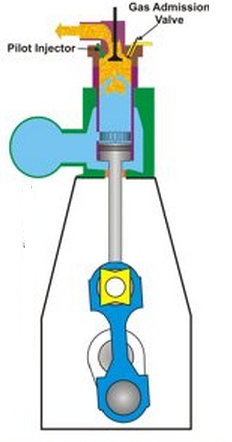 Gas Admission
Valve
Pilot Injector